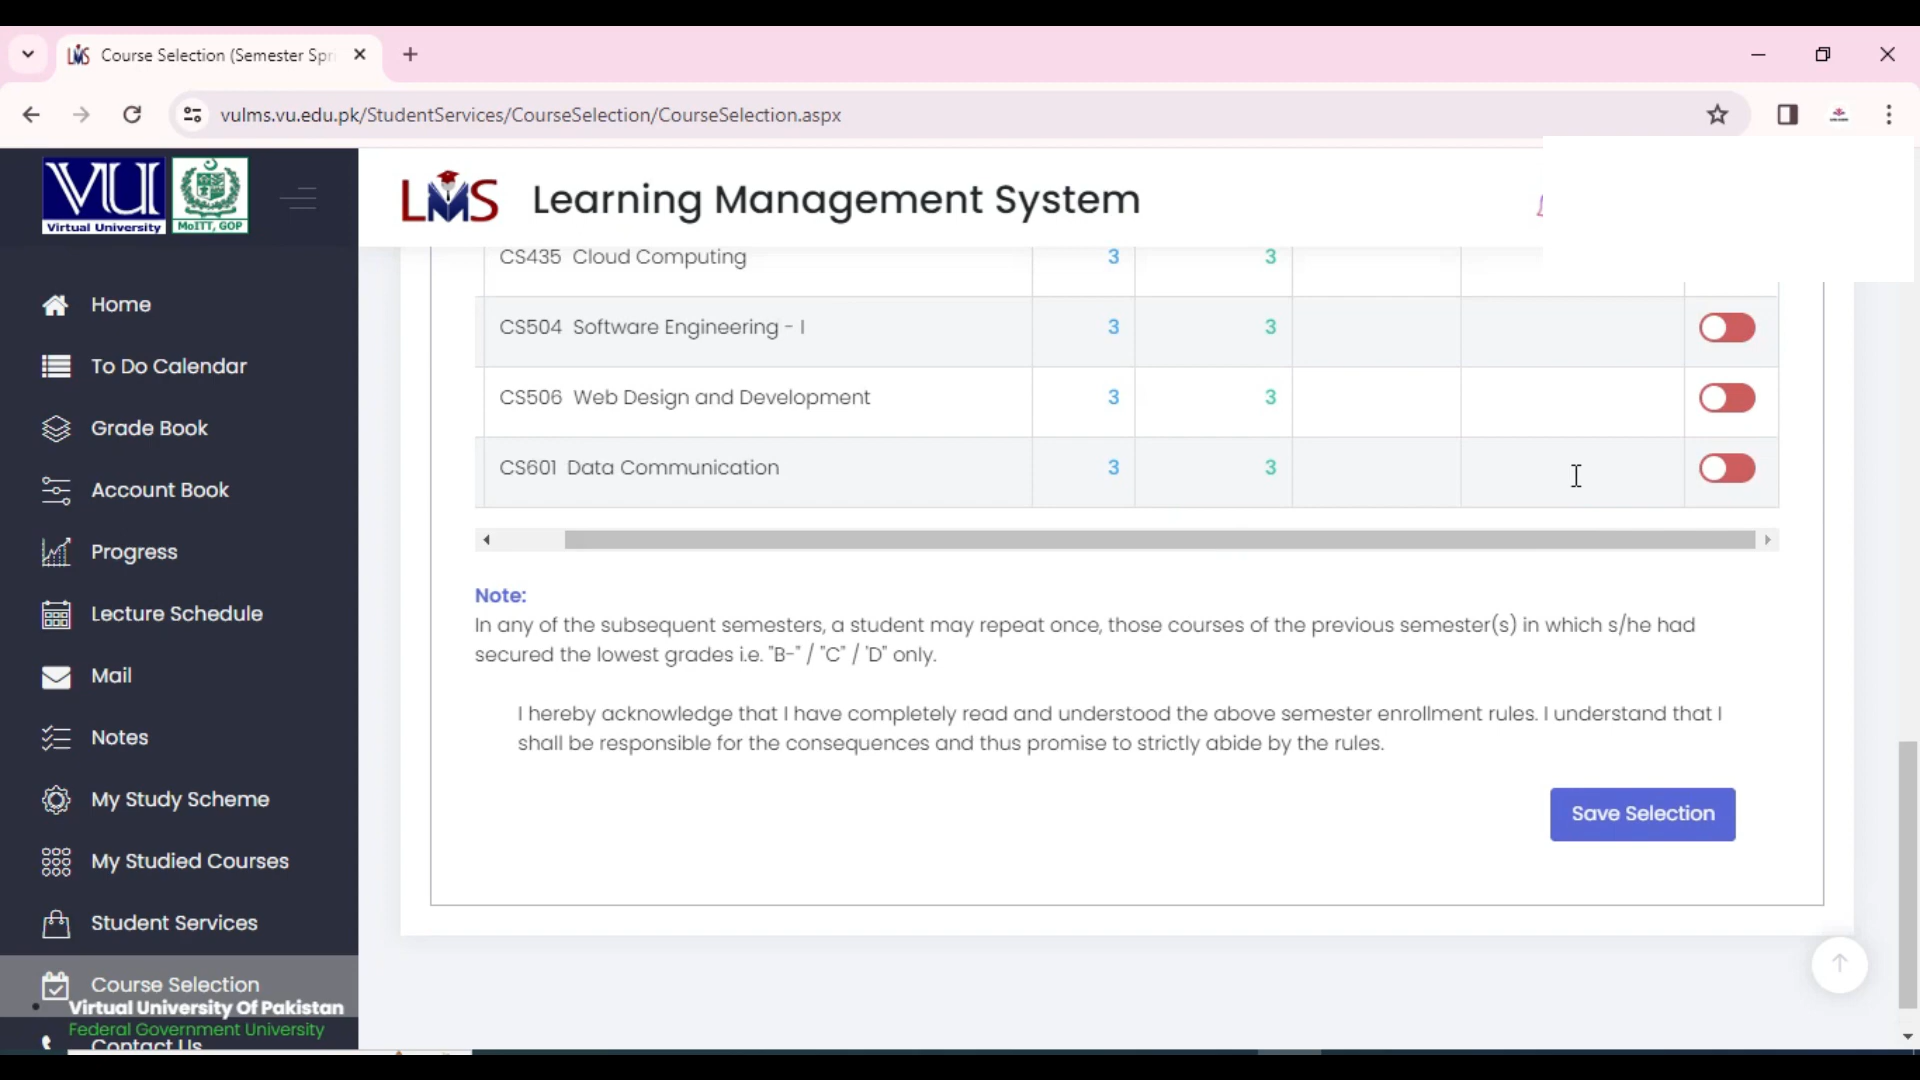 Course Selection (Semester Spr
vulms.vu.edu.pk/StudentServices/CourseSelection/CourseSelection.aspx
VU
Virtual University
MoITT, GOP
LMS Learning Management System
Home
To Do Calendar
Grade Book
Account Book
Progress
Lecture Schedule
Mail
Notes
My Study Scheme
My Studied Courses
Student Services
Course Selection
Virtual University Of Pakistan
Federal Government University
Contact Us
CS435 Cloud Computing 3 3
CS504 Software Engineering - I 3 3
CS506 Web Design and Development 3 3
CS601 Data Communication 3 3
Note:
In any of the subsequent semesters, a student may repeat once, those courses of the previous semester(s) in which s/he had
secured the lowest grades i.e. "B-" / "C" / "D" only.
I hereby acknowledge that I have completely read and understood the above semester enrollment rules. I understand that I
shall be responsible for the consequences and thus promise to strictly abide by the rules.
Save Selection